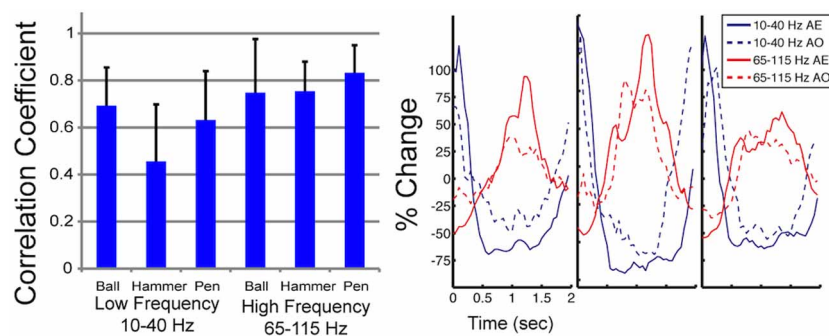 Correlation Coefficient
1
0.8
0.6
0.4
0.2
0
Ball Hammer Pen Ball Hammer Pen
Low Frequency
10-40 Hz
High Frequency
65-115 Hz
% Change
100
75
50
25
0
-25
-50
-75
0 0.5 1 1.5 2
Time (sec)
10-40 Hz AE
10-40 Hz AO
65-115 Hz AE
65-115 Hz AO